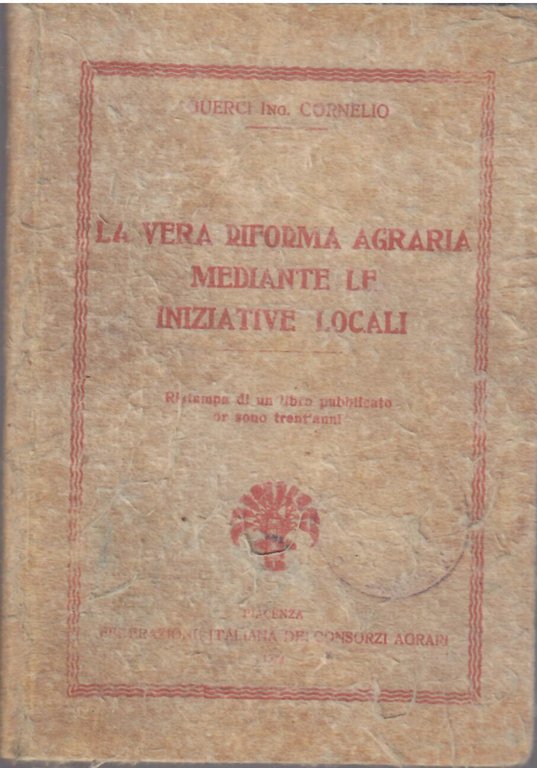 GUERCI ING. CORNELIO
LA VERA RIFORMA AGRARIA
MEDIANTE LE
INIZIATIVE LOCALI
Ristampa di un libro pubblicato
or sono trent'anni
PIACENZA
FEDERAZIONE ITALIANA DEI CONSORZI AGRARI